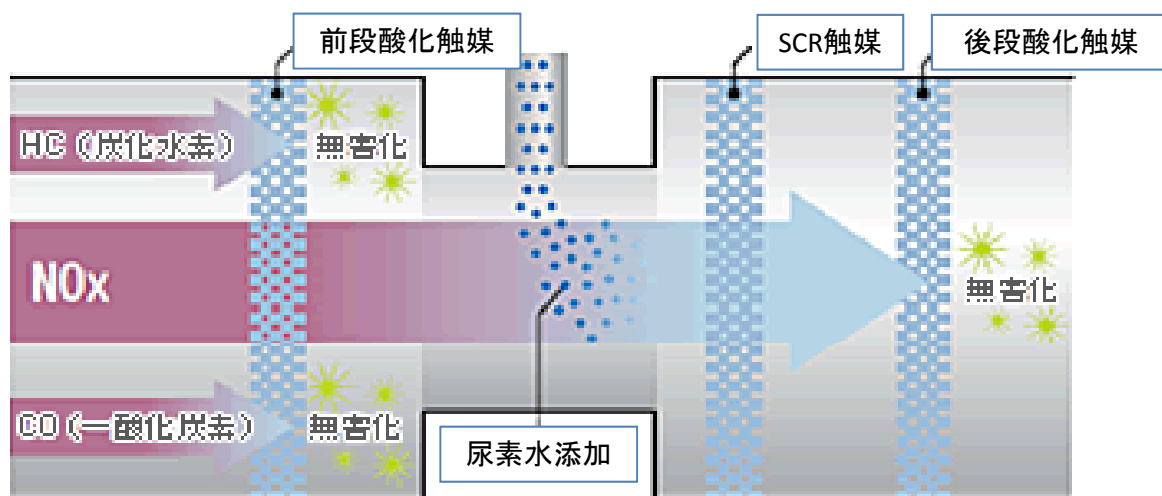 前段酸化触媒
SCR触媒
後段酸化触媒
HC（炭化水素）
無害化
NOx
無害化
CO（一酸化炭素）
無害化
尿素水添加